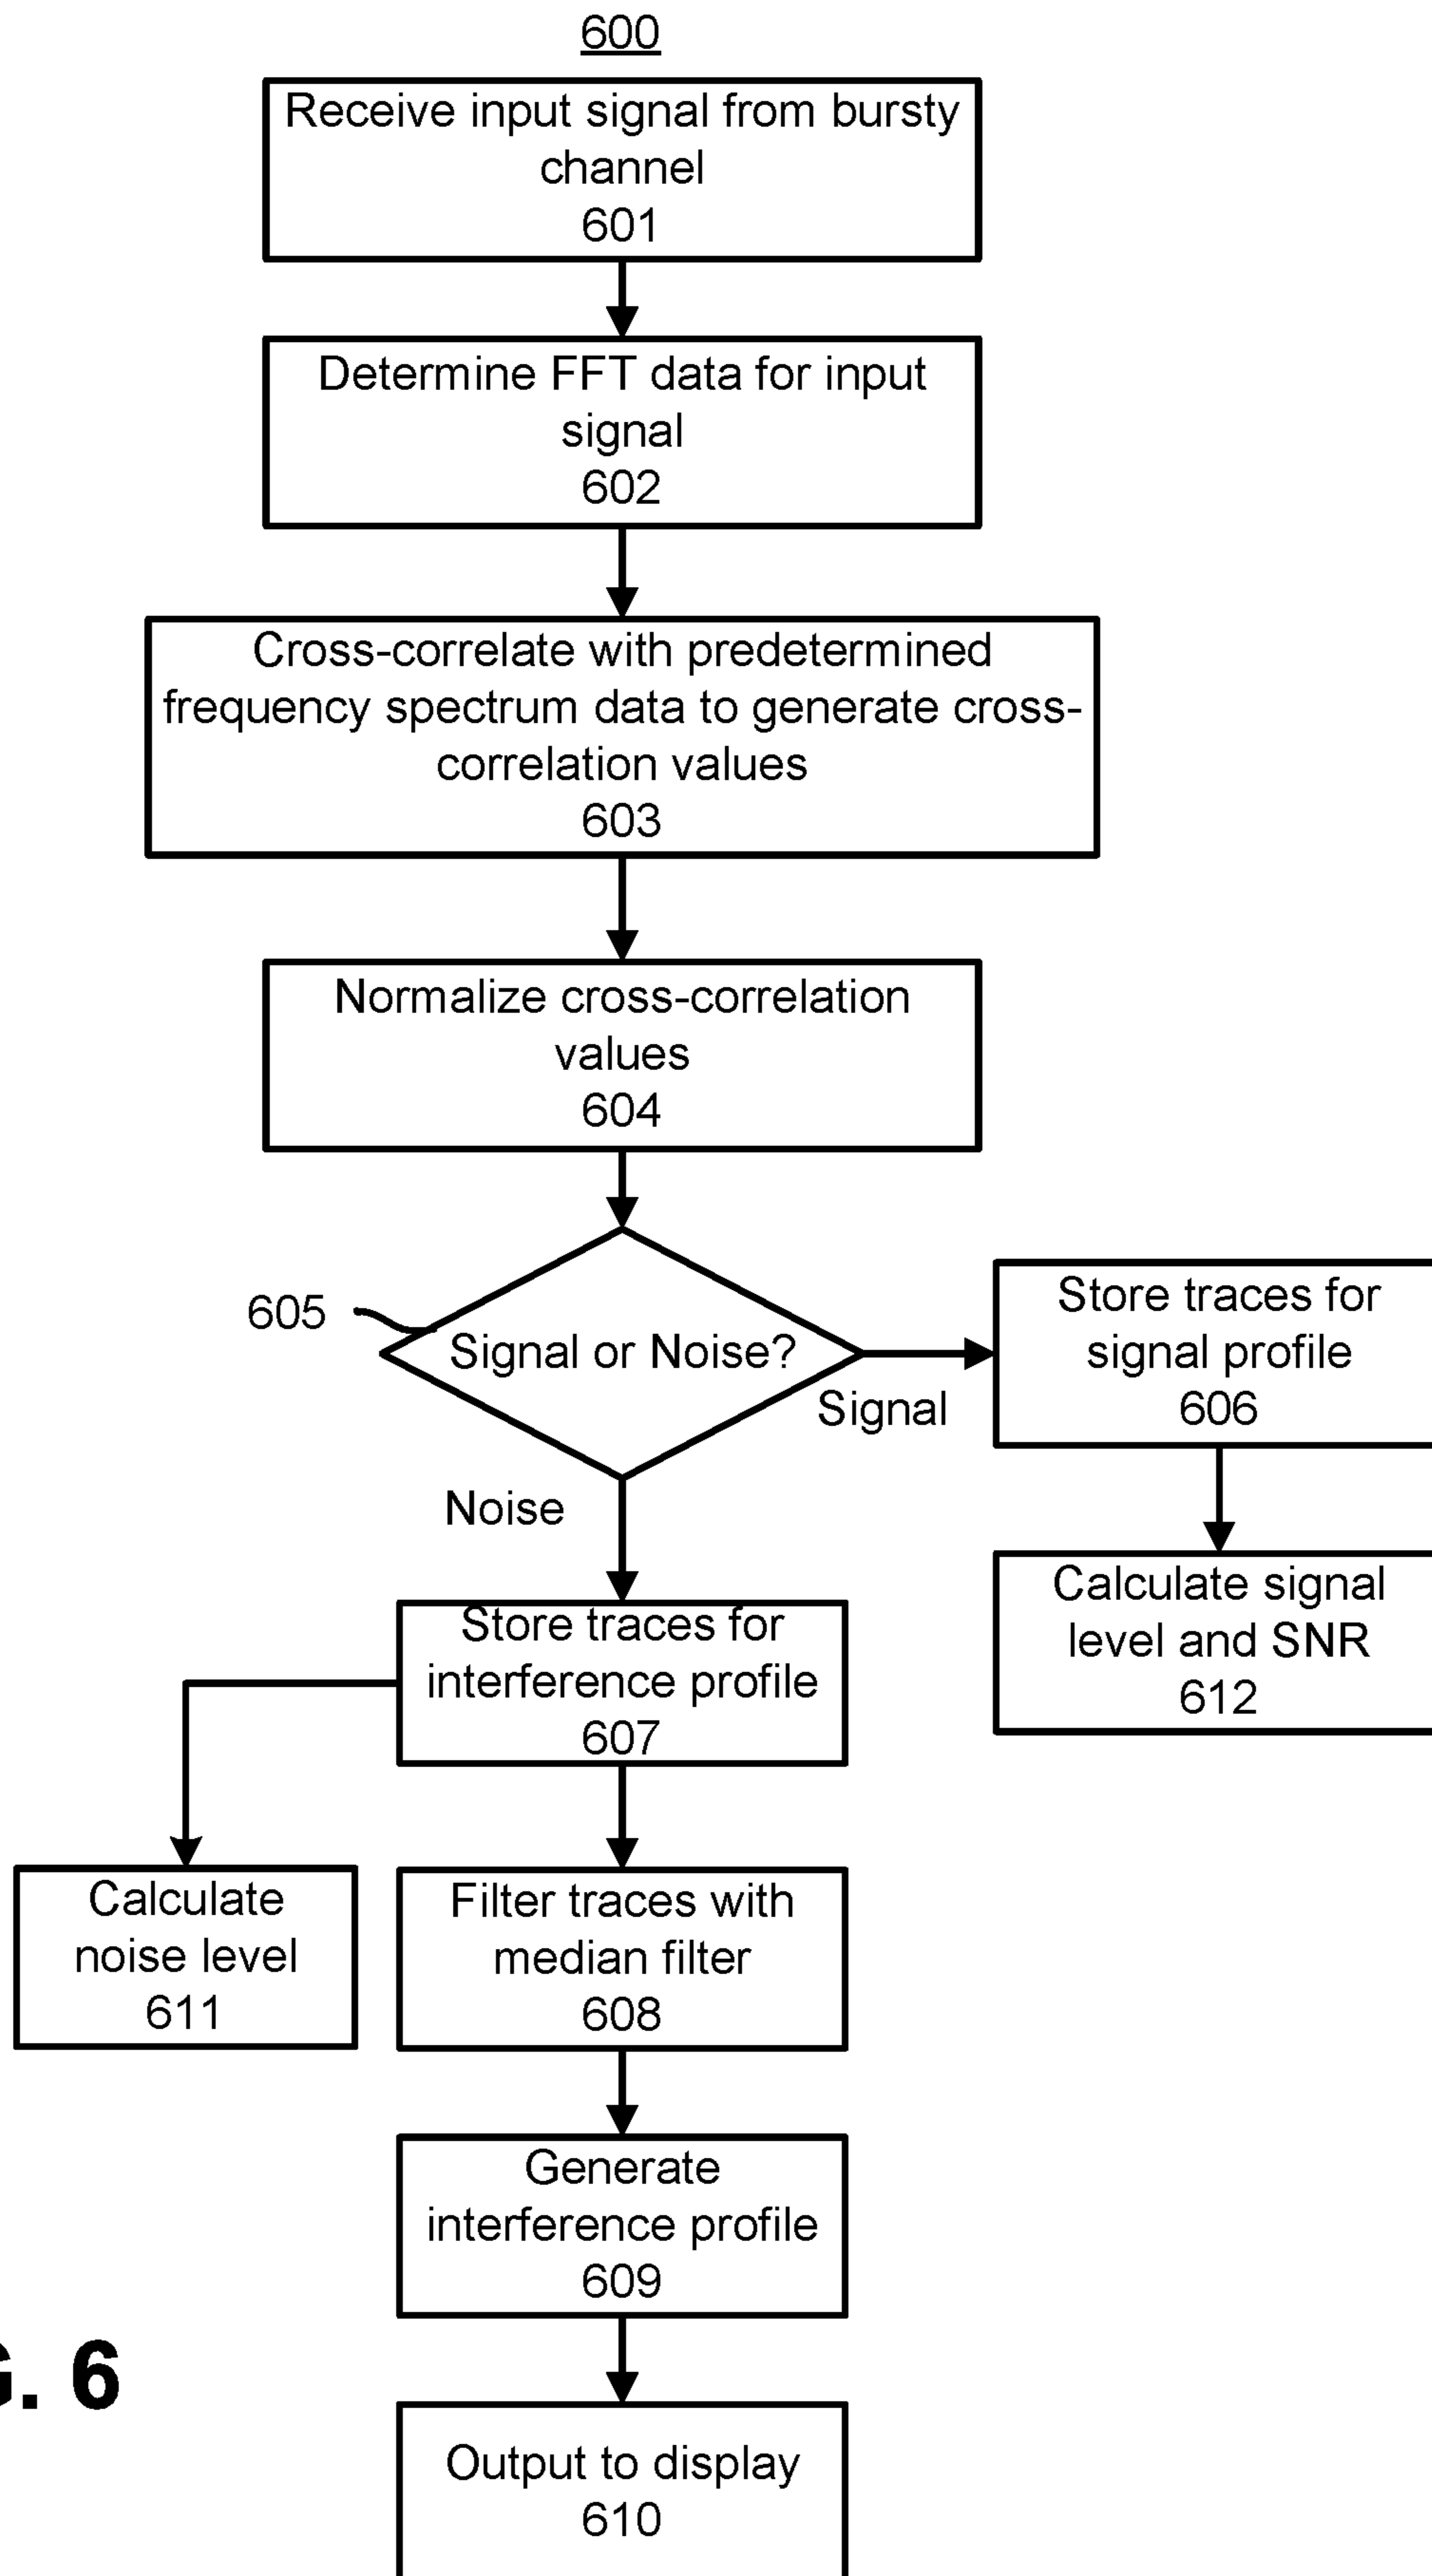 600
Receive input signal from bursty
channel
601
Determine FFT data for input
signal
602
Cross-correlate with predetermined
frequency spectrum data to generate cross-
correlation values
603
Normalize cross-correlation
values
604
605
Signal or Noise?
Signal
Store traces for
signal profile
606
Noise
Calculate signal
level and SNR
612
Store traces for
interference profile
607
Calculate
noise level
611
Filter traces with
median filter
608
Generate
interference profile
609
G. 6
Output to display
610